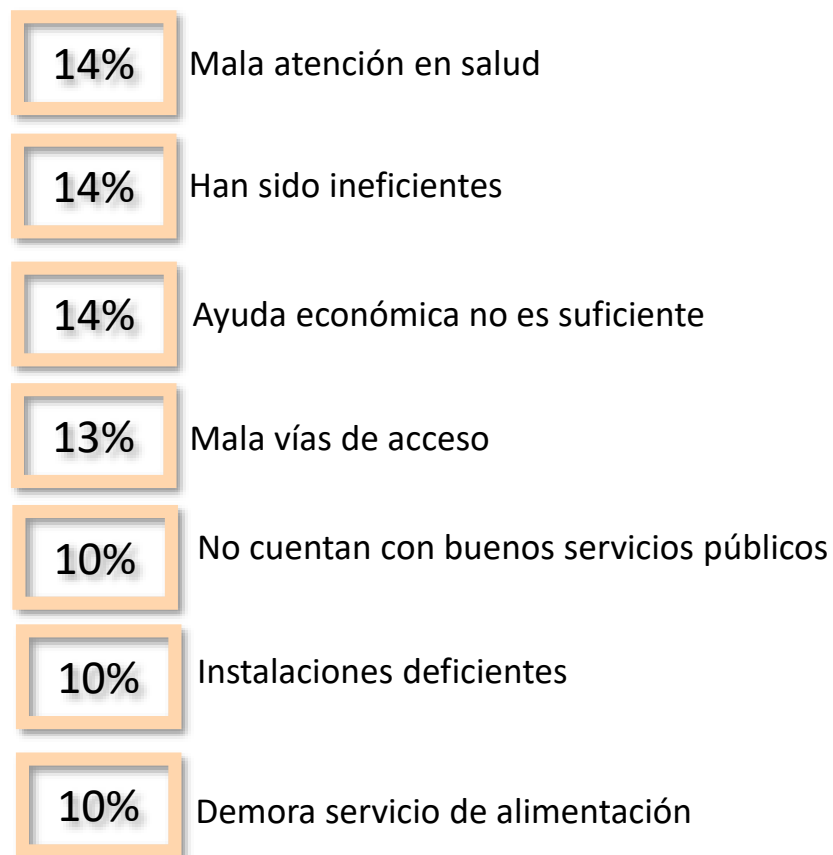 14% Mala atención en salud
14% Han sido ineficientes
14% Ayuda económica no es suficiente
13% Mala vías de acceso
10% No cuentan con buenos servicios públicos
10% Instalaciones deficientes
10% Demora servicio de alimentación